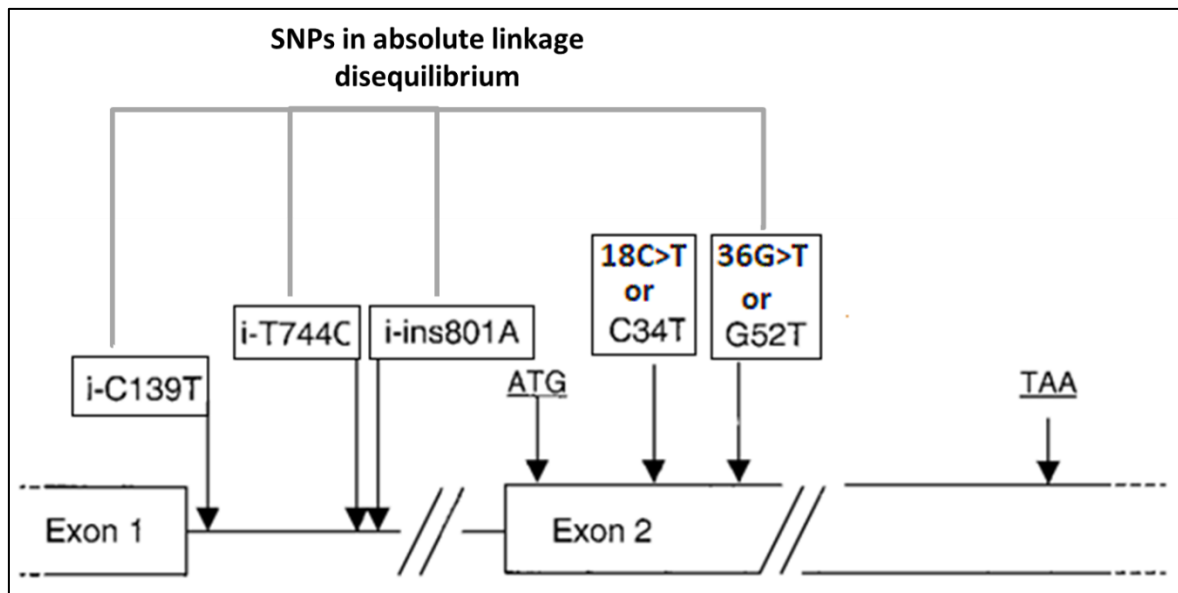 SNPs in absolute linkage
disequilibrium
18C>T
or
C34T
36G>T
or
G52T
i-T744C
i-ins801A
i-C139T
ATG
TAA
Exon 1
Exon 2